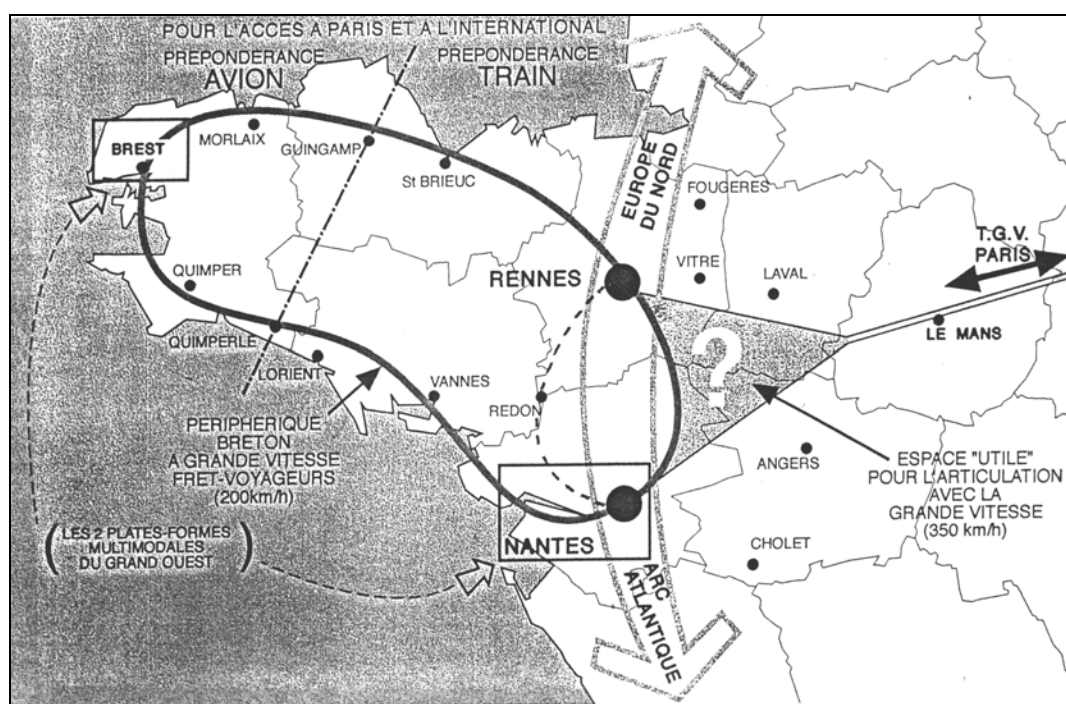 POUR L'ACCES A PARIS ET A L'INTERNATIONAL
PREPONDERANCE
AVION
PREPONDERANCE
TRAIN
BREST
MORLAIX
GUINGAMP
St BRIEUC
EUROPE
DU NORD
FOUGERES
VITRE
LAVAL
T.G.V.
PARIS
LE MANS
QUIMPER
RENNES
QUIMPERLE
LORIENT
VANNES
REDON
?
PERIPHERIQUE
BRETON
A GRANDE VITESSE
FRET-VOYAGEURS
(200km/h)
ANGERS
ESPACE "UTILE"
POUR L'ARTICULATION
AVEC LA
GRANDE VITESSE
(350 km/h)
(LES 2 PLATES-FORMES
MULTIMODALES
DU GRAND OUEST)
NANTES
CHOLET
ARC
ATLANTIQUE